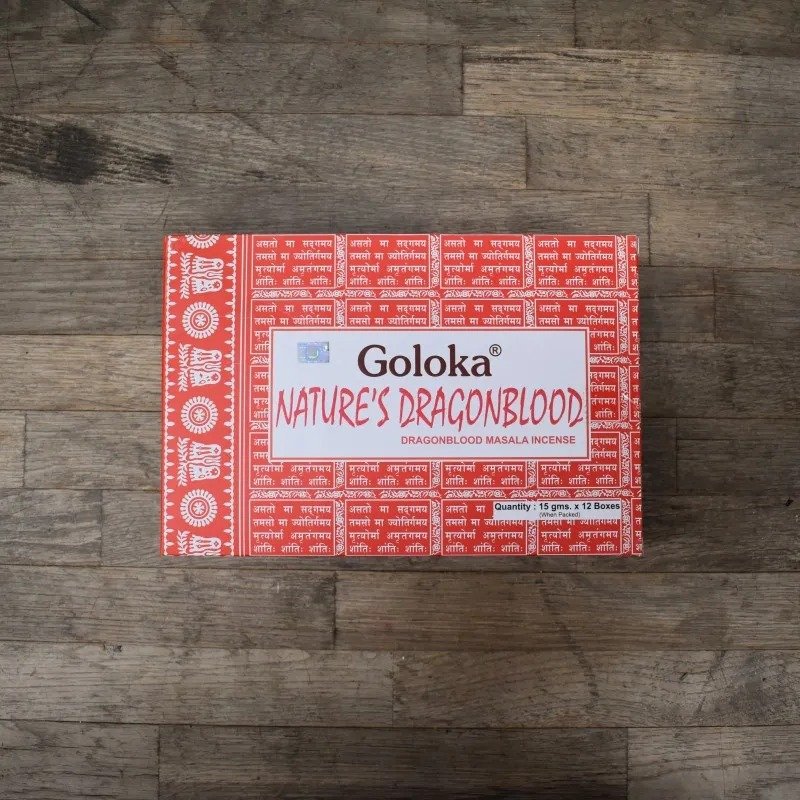 असतो मा सद्गमय
तमसो मा ज्योतिर्गमय
मृत्योर्मा अमृतंगमय
शांतिः शांतिः
Goloka®
NATURE'S DRAGONBLOOD
DRAGONBLOOD MASALA INCENSE
Quantity : 15 gms. x 12 Boxes
(When Packed)